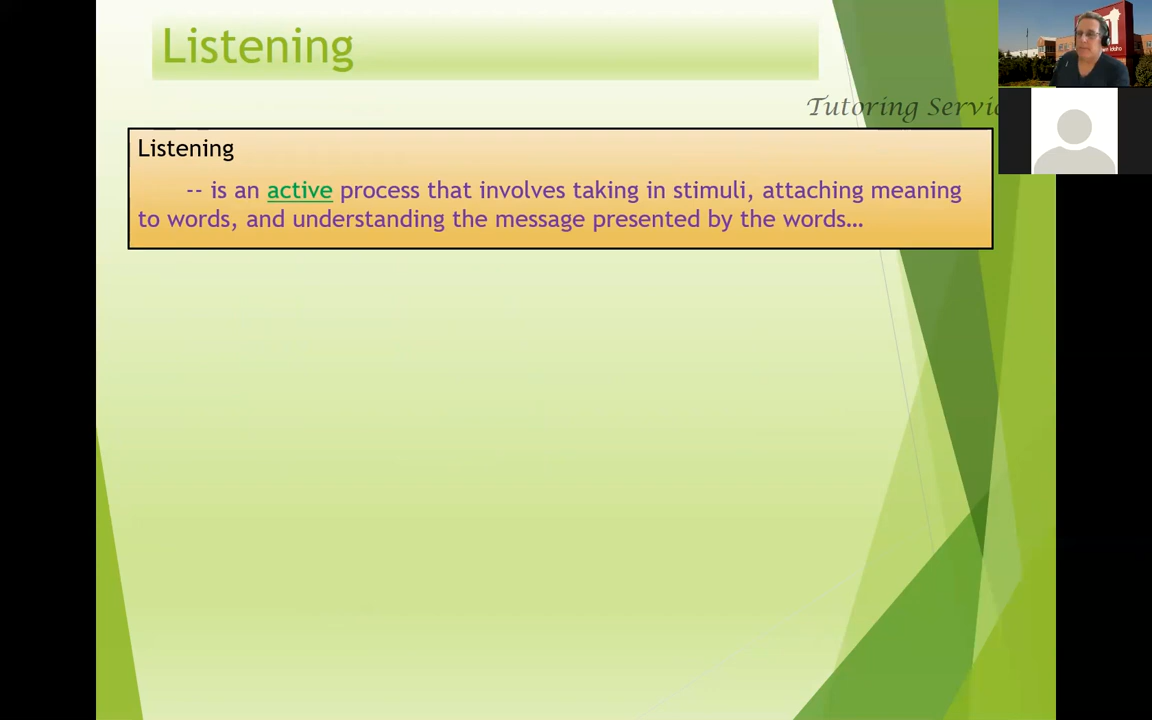 Listening
Tutoring
Listening
-- is an active process that involves taking in stimuli, attaching meaning
to words, and understanding the message presented by the words…